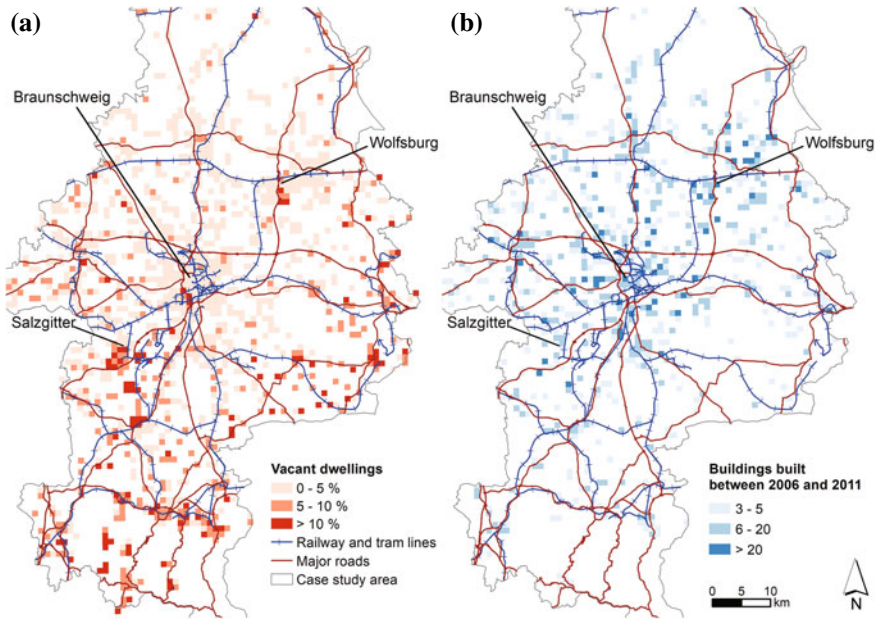 (a)
Braunschweig
Wolfsburg
Salzgitter
Vacant dwellings
0 - 5 %
5 - 10 %
> 10 %
Railway and tram lines
Major roads
Case study area
(b)
Braunschweig
Wolfsburg
Salzgitter
Buildings built
between 2006 and 2011
3 - 5
6 - 20
> 20
0 5 10
km
N